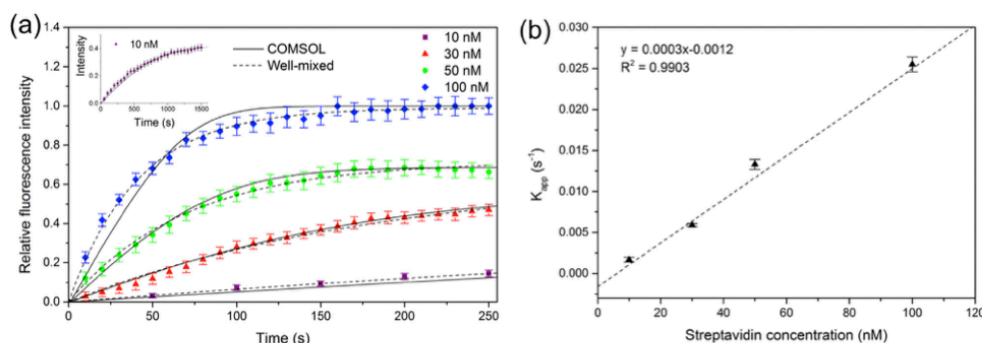 (a)
10 nM
Intensity
0.4
0.2
0.0
0 500 1000 1500
Time (s)
COMSOL
Well-mixed
10 nM
30 nM
50 nM
100 nM
Relative fluorescence intensity
1.4
1.2
1.0
0.8
0.6
0.4
0.2
0.0
0 50 100 150 200 250
Time (s)
(b)
y = 0.0003x-0.0012
R² = 0.9903
Kapp (s⁻¹)
0.030
0.025
0.020
0.015
0.010
0.005
0.000
0 20 40 60 80 100 120
Streptavidin concentration (nM)